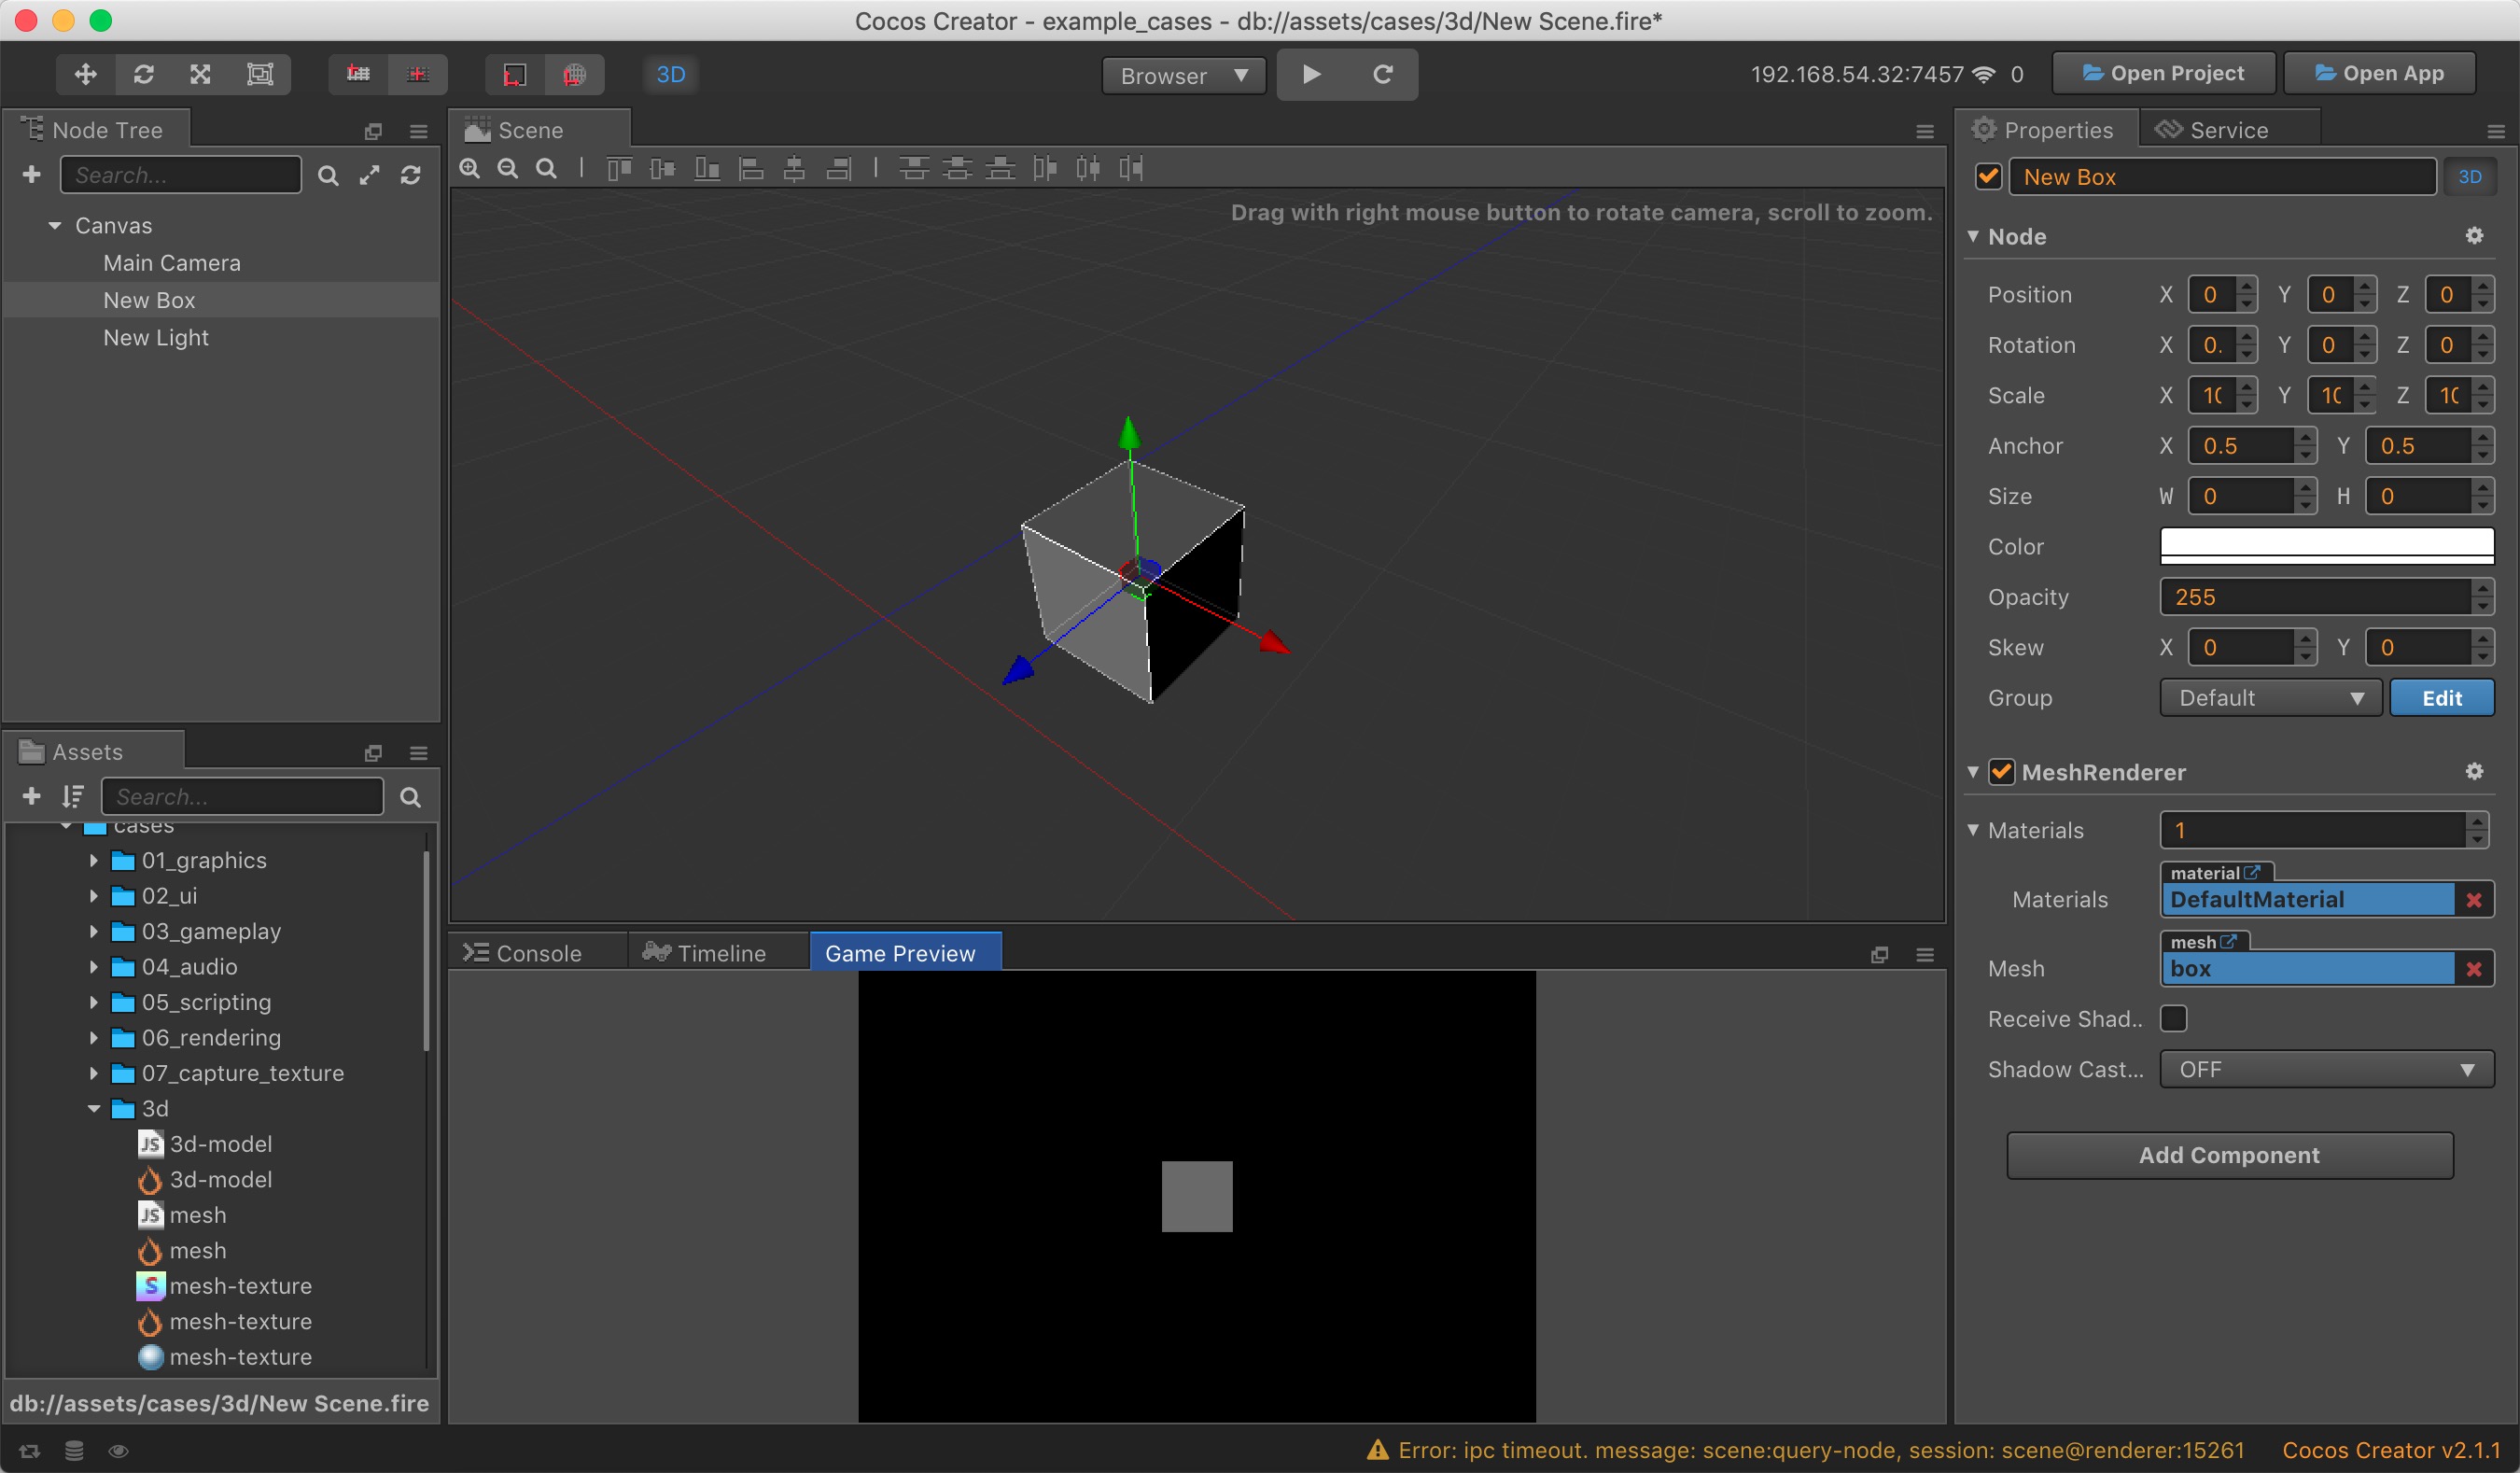 Cocos Creator - example_cases - db://assets/cases/3d/New Scene.fire*
3D
Browser
192.168.54.32:7457 0
Open Project
Open App
Node Tree
Search...
Canvas
Main Camera
New Box
New Light
Assets
Search...
cases
01_graphics
02_ui
03_gameplay
04_audio
05_scripting
06_rendering
07_capture_texture
3d
JS 3d-model
3d-model
JS mesh
mesh
S mesh-texture
mesh-texture
mesh-texture
db://assets/cases/3d/New Scene.fire
Scene
Drag with right mouse button to rotate camera, scroll to zoom.
Console
Timeline
Game Preview
Properties
Service
New Box
3D
Node
Position X 0 Y 0 Z 0
Rotation X 0. Y 0 Z 0
Scale X 10 Y 10 Z 10
Anchor X 0.5 Y 0.5
Size W 0 H 0
Color
Opacity 255
Skew X 0 Y 0
Group Default Edit
MeshRenderer
Materials 1
material
Materials DefaultMaterial
mesh
Mesh box
Receive Shad..
Shadow Cast... OFF
Add Component
Error: ipc timeout. message: scene:query-node, session: scene@renderer:15261
Cocos Creator v2.1.1